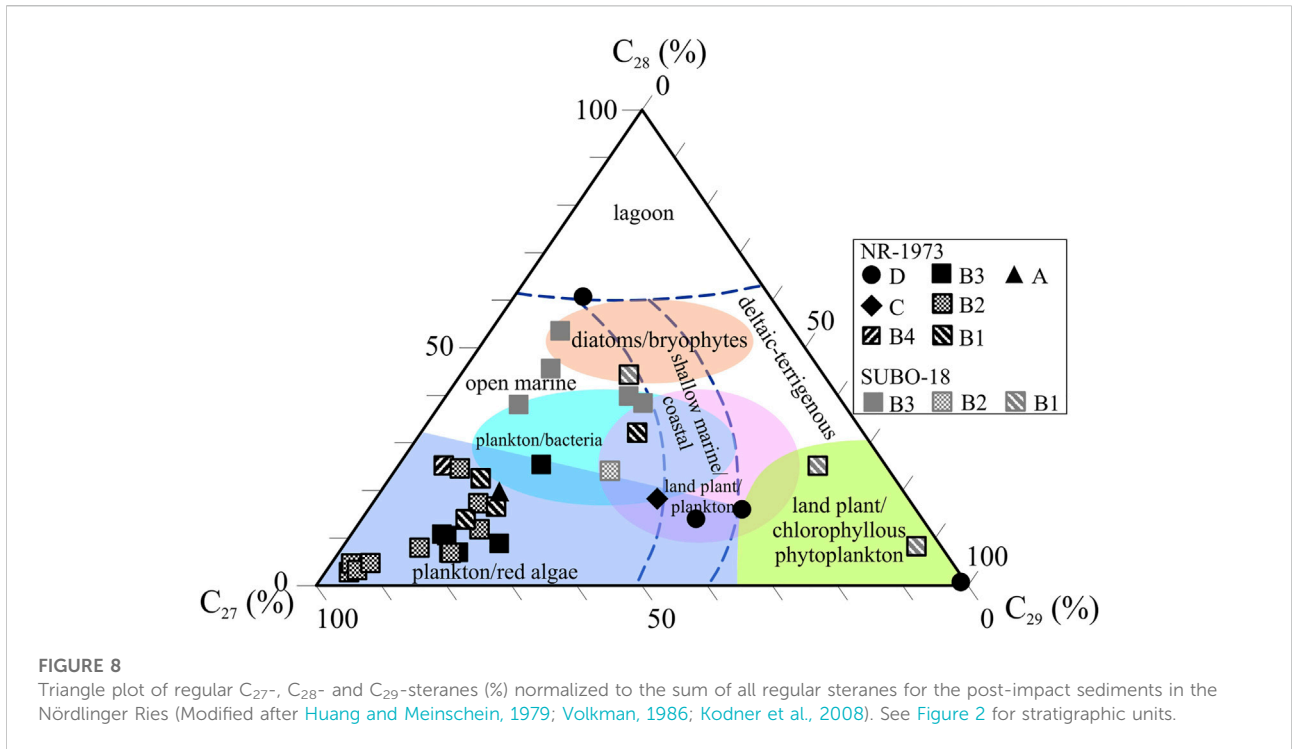 C₂₈ (%)
0
100
lagoon
NR-1973
D B3 A
C B2
B4 B1
SUBO-18
B3 B2 B1
50
50
diatoms/bryophytes
deltaic-terrigenous
open marine
shallow marine/
coastal
plankton/bacteria
land plant/
plankton
land plant/
chlorophyllous
phytoplankton
plankton/red algae
0
100
C₂₇ (%)
100
50
0
C₂₉ (%)
FIGURE 8
Triangle plot of regular C₂₇-, C₂₈- and C₂₉-steranes (%) normalized to the sum of all regular steranes for the post-impact sediments in the
Nördlinger Ries (Modified after Huang and Meinschein, 1979; Volkman, 1986; Kodner et al., 2008). See Figure 2 for stratigraphic units.